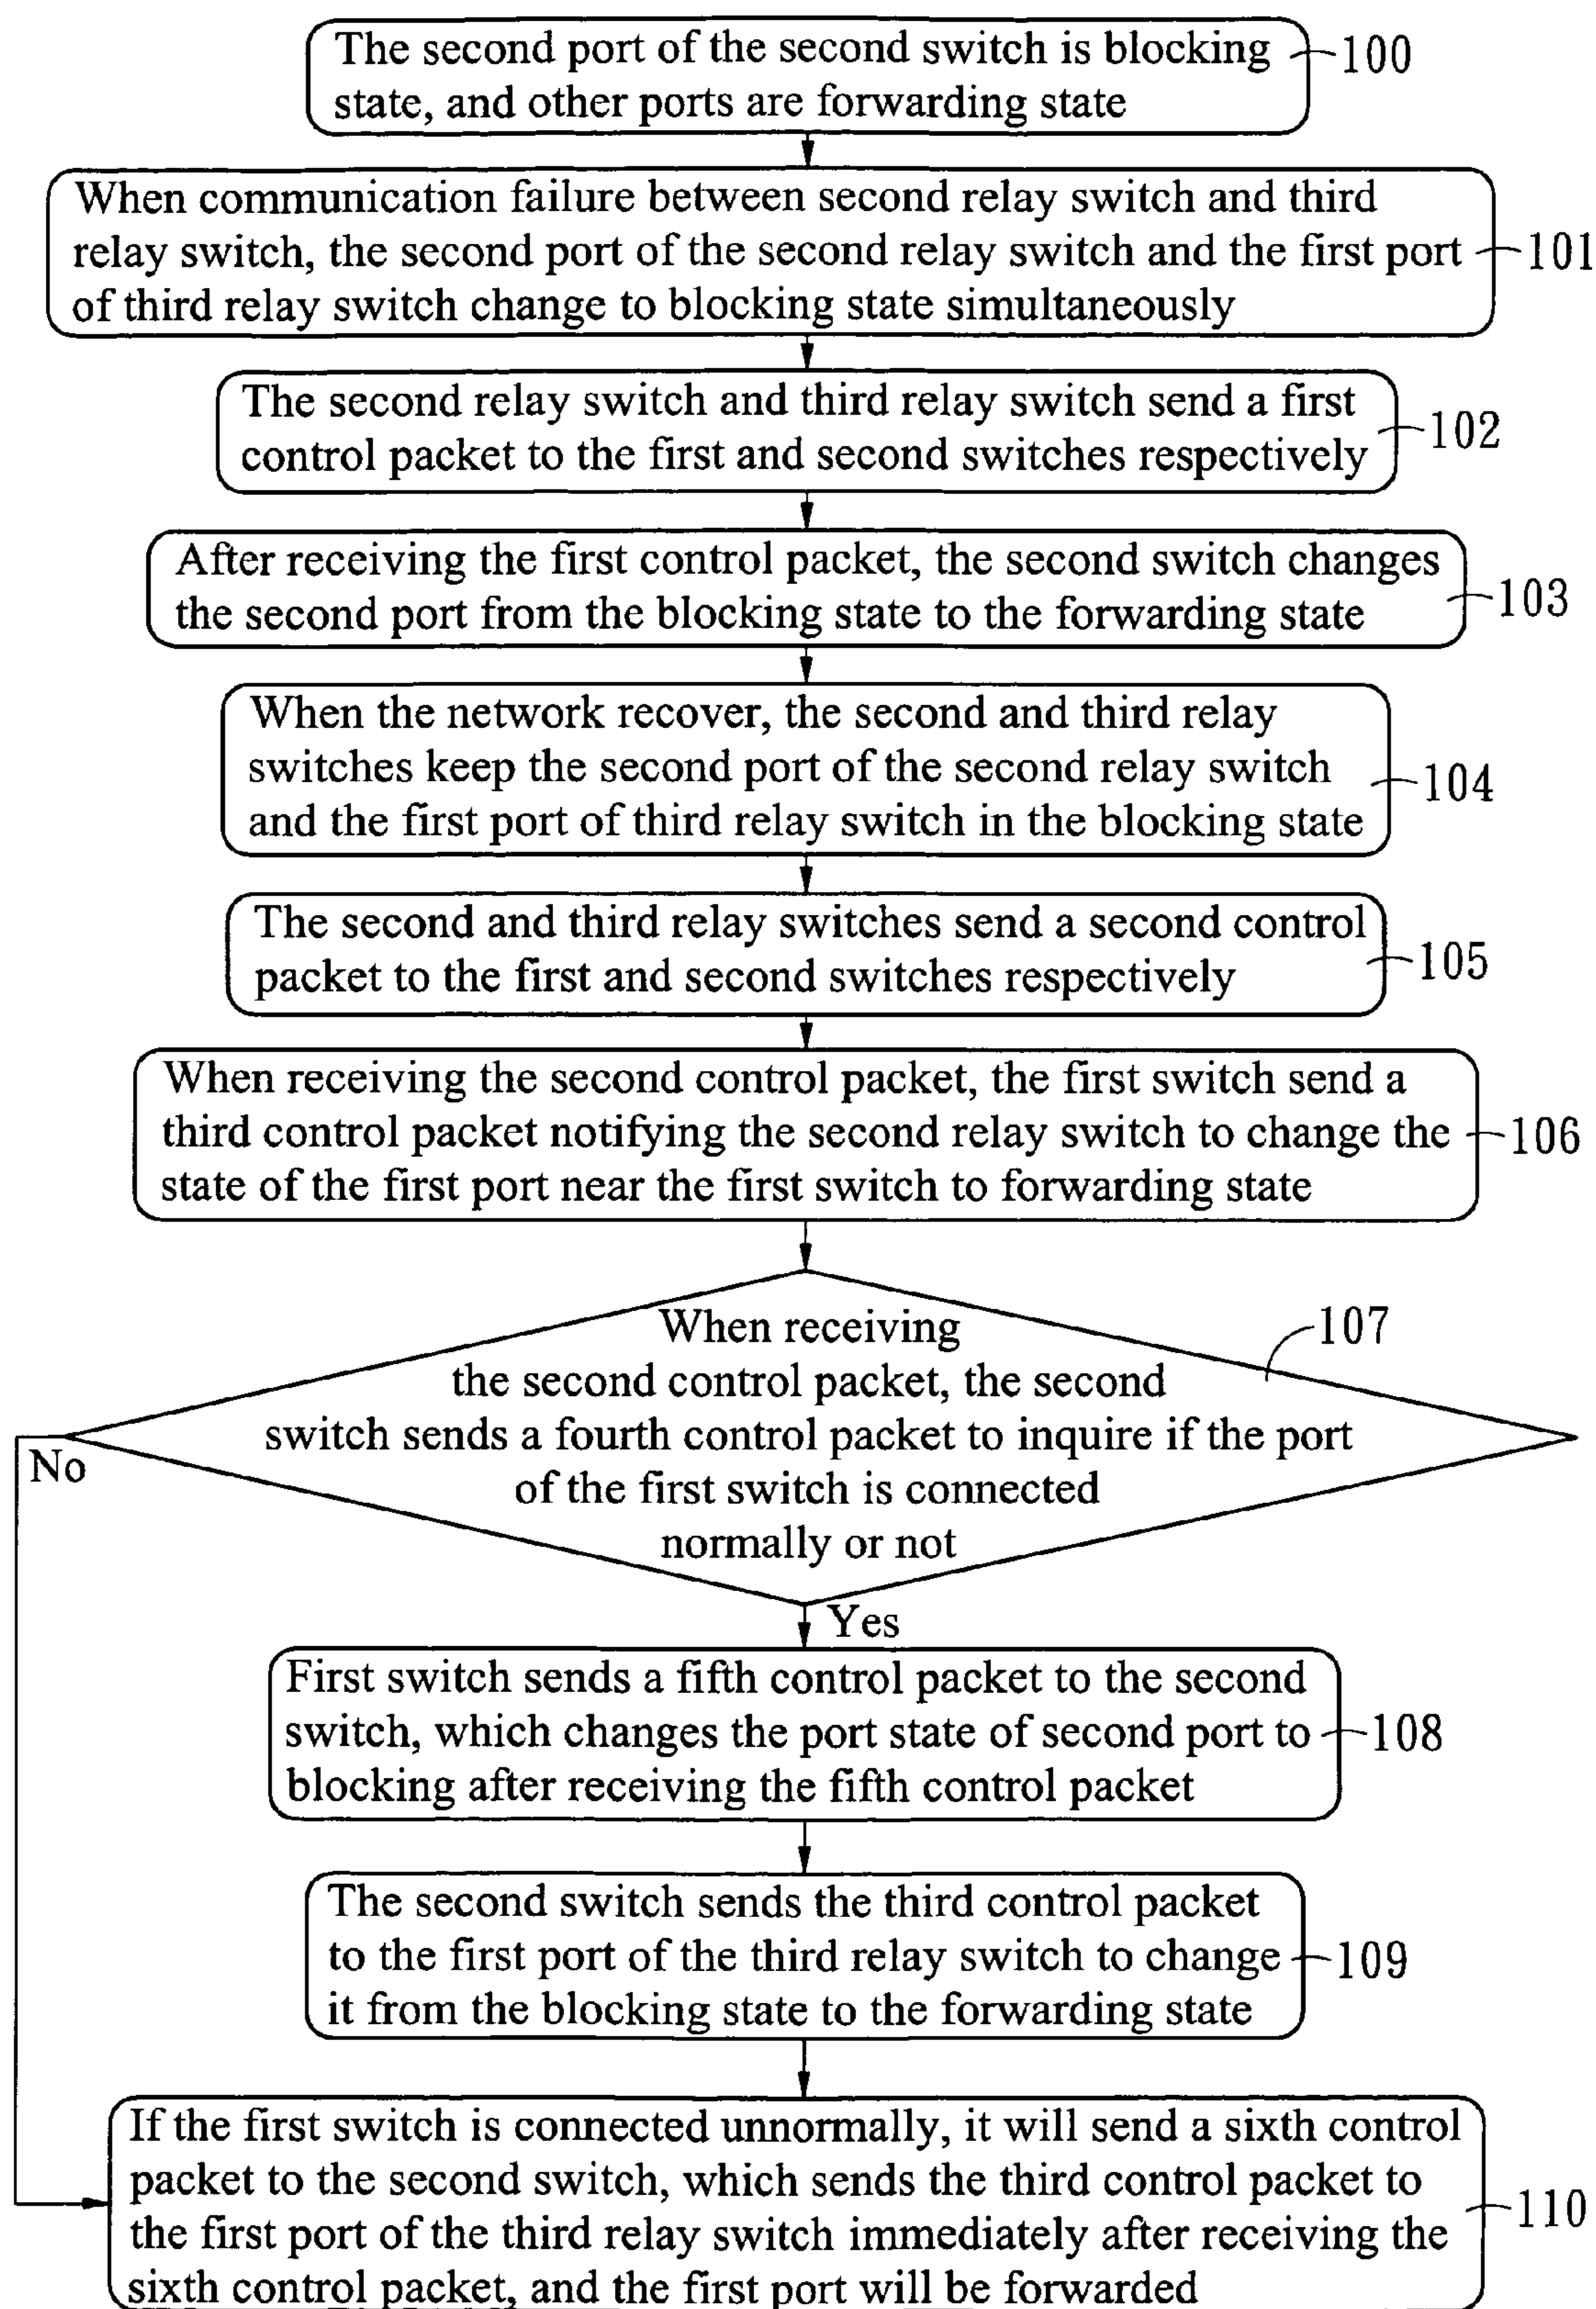 The second port of the second switch is blocking
state, and other ports are forwarding state
100
When communication failure between second relay switch and third
relay switch, the second port of the second relay switch and the first port
of third relay switch change to blocking state simultaneously
101
The second relay switch and third relay switch send a first
control packet to the first and second switches respectively
102
After receiving the first control packet, the second switch changes
the second port from the blocking state to the forwarding state
103
When the network recover, the second and third relay
switches keep the second port of the second relay switch
and the first port of third relay switch in the blocking state
104
The second and third relay switches send a second control
packet to the first and second switches respectively
105
When receiving the second control packet, the first switch send a
third control packet notifying the second relay switch to change the
state of the first port near the first switch to forwarding state
106
When receiving
the second control packet, the second
switch sends a fourth control packet to inquire if the port
of the first switch is connected
normally or not
107
No
Yes
First switch sends a fifth control packet to the second
switch, which changes the port state of second port to
blocking after receiving the fifth control packet
108
The second switch sends the third control packet
to the first port of the third relay switch to change
it from the blocking state to the forwarding state
109
If the first switch is connected unnormally, it will send a sixth control
packet to the second switch, which sends the third control packet to
the first port of the third relay switch immediately after receiving the
sixth control packet, and the first port will be forwarded
110